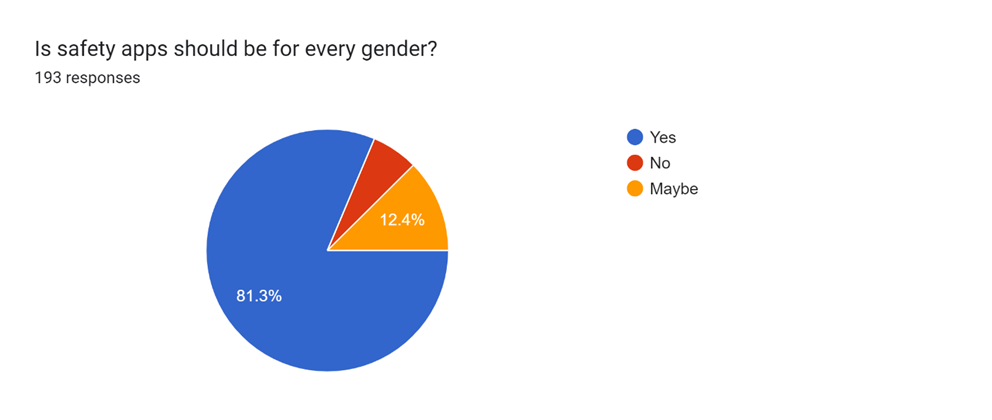 Is safety apps should be for every gender?
193 responses
Yes
No
Maybe
12.4%
81.3%